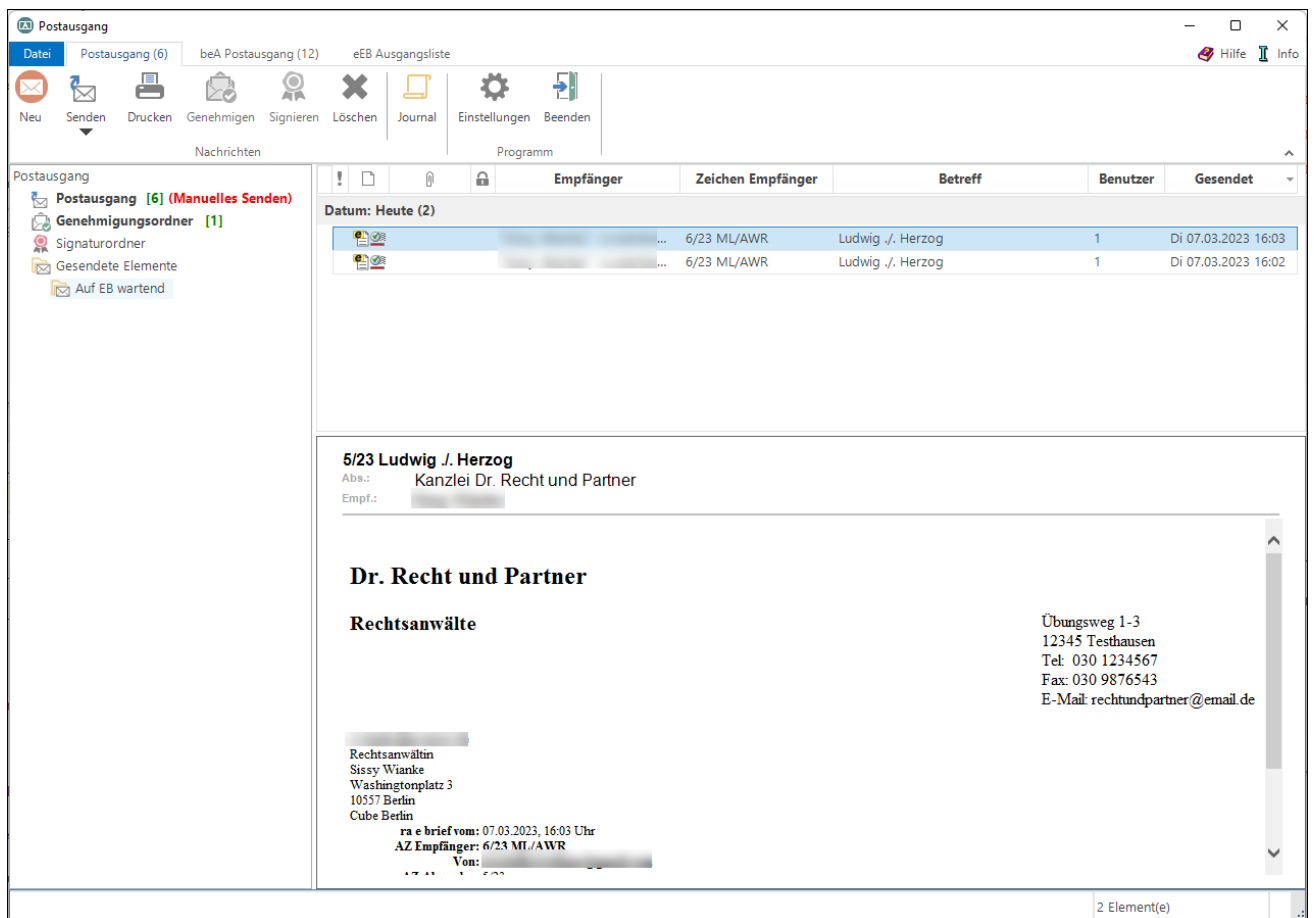 Postausgang
Datei Postausgang (6) beA Postausgang (12) eEB Ausgangsliste Hilfe Info
Neu Senden Drucken Genehmigen Signieren Löschen Journal Einstellungen Beenden
Nachrichten Programm
Postausgang
Postausgang [6] (Manuelles Senden)
Genehmigungsordner [1]
Signaturordner
Gesendete Elemente
Auf EB wartend
! Empfänger Zeichen Empfänger Betreff Benutzer Gesendet
Datum: Heute (2)
... 6/23 ML/AWR Ludwig ./. Herzog 1 Di 07.03.2023 16:03
... 6/23 ML/AWR Ludwig ./. Herzog 1 Di 07.03.2023 16:02
5/23 Ludwig ./. Herzog
Abs.: Kanzlei Dr. Recht und Partner
Empf.:
Dr. Recht und Partner
Rechtsanwälte
Übungsweg 1-3
12345 Testhausen
Tel: 030 1234567
Fax: 030 9876543
E-Mail: rechtundpartner@email.de
Rechtsanwältin
Sissy Wianke
Washingtonplatz 3
10557 Berlin
Cube Berlin
ra e brief vom: 07.03.2023, 16:03 Uhr
AZ Empfänger: 6/23 ML/AWR
Von:
2 Element(e)